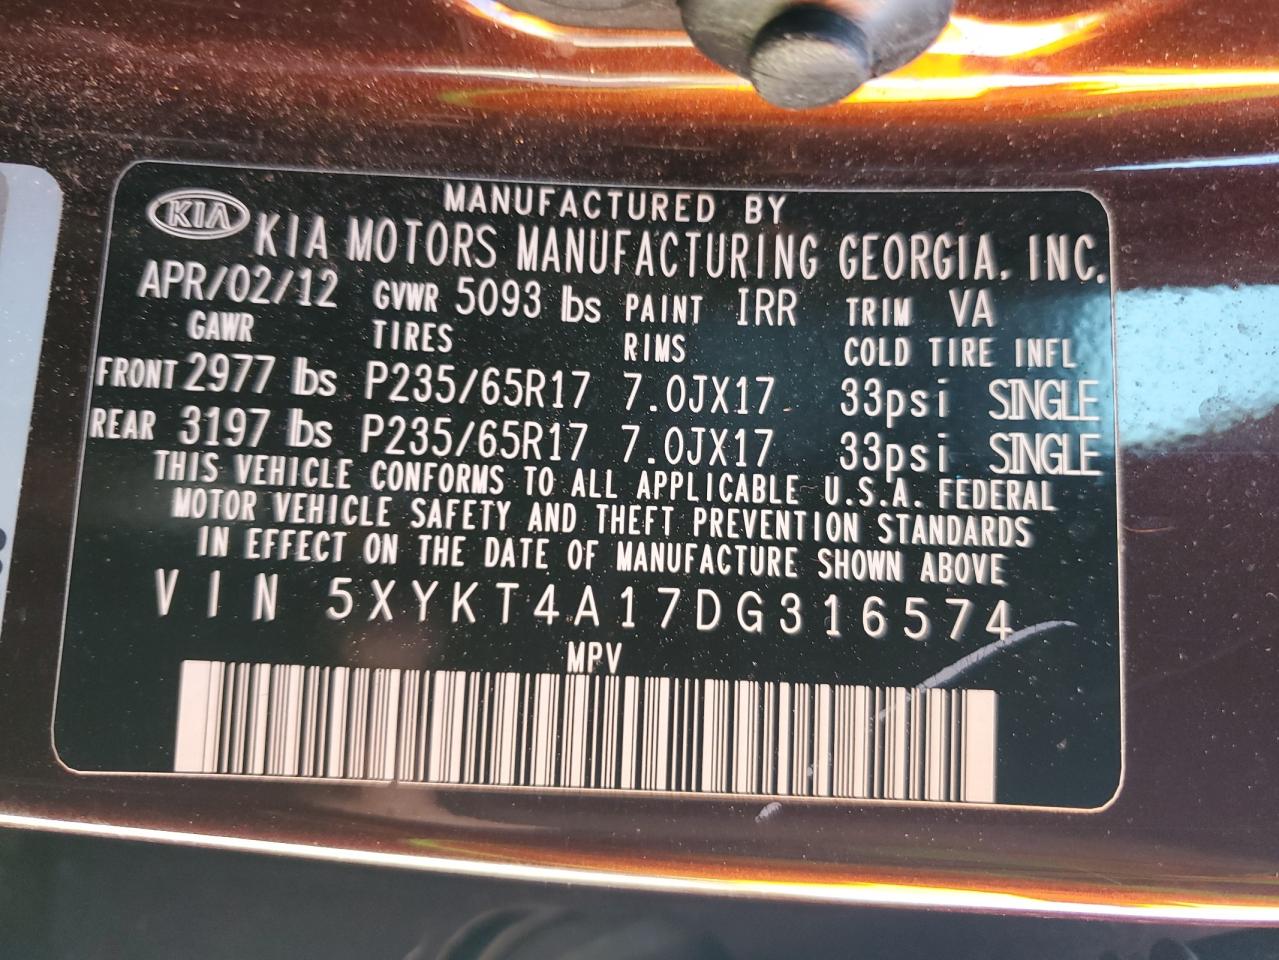 MANUFACTURED BY
KIA KIA MOTORS MANUFACTURING GEORGIA, INC.
APR/02/12 GVWR 5093 lbs PAINT IRR TRIM VA
GAWR TIRES RIMS COLD TIRE INFL
FRONT 2977 lbs P235/65R17 7.0JX17 33psi SINGLE
REAR 3197 lbs P235/65R17 7.0JX17 33psi SINGLE
THIS VEHICLE CONFORMS TO ALL APPLICABLE U.S.A. FEDERAL
MOTOR VEHICLE SAFETY AND THEFT PREVENTION STANDARDS
IN EFFECT ON THE DATE OF MANUFACTURE SHOWN ABOVE
VIN 5XYKT4A17DG316574
MPV